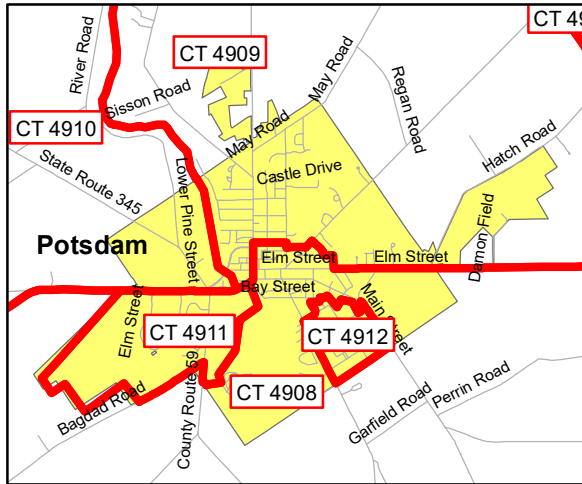 CT 49
CT 4909
River Road
Sisson Road
May Road
Regan Road
CT 4910
May Road
Hatch Road
State Route 345
Lower Pine Street
Castle Drive
Potsdam
Elm Street
Elm Street
Damon Field
Bay Street
Elm Street
CT 4911
Main Street
CT 4912
County Route 59
CT 4908
Bagdad Road
Garfield Road
Perrin Road